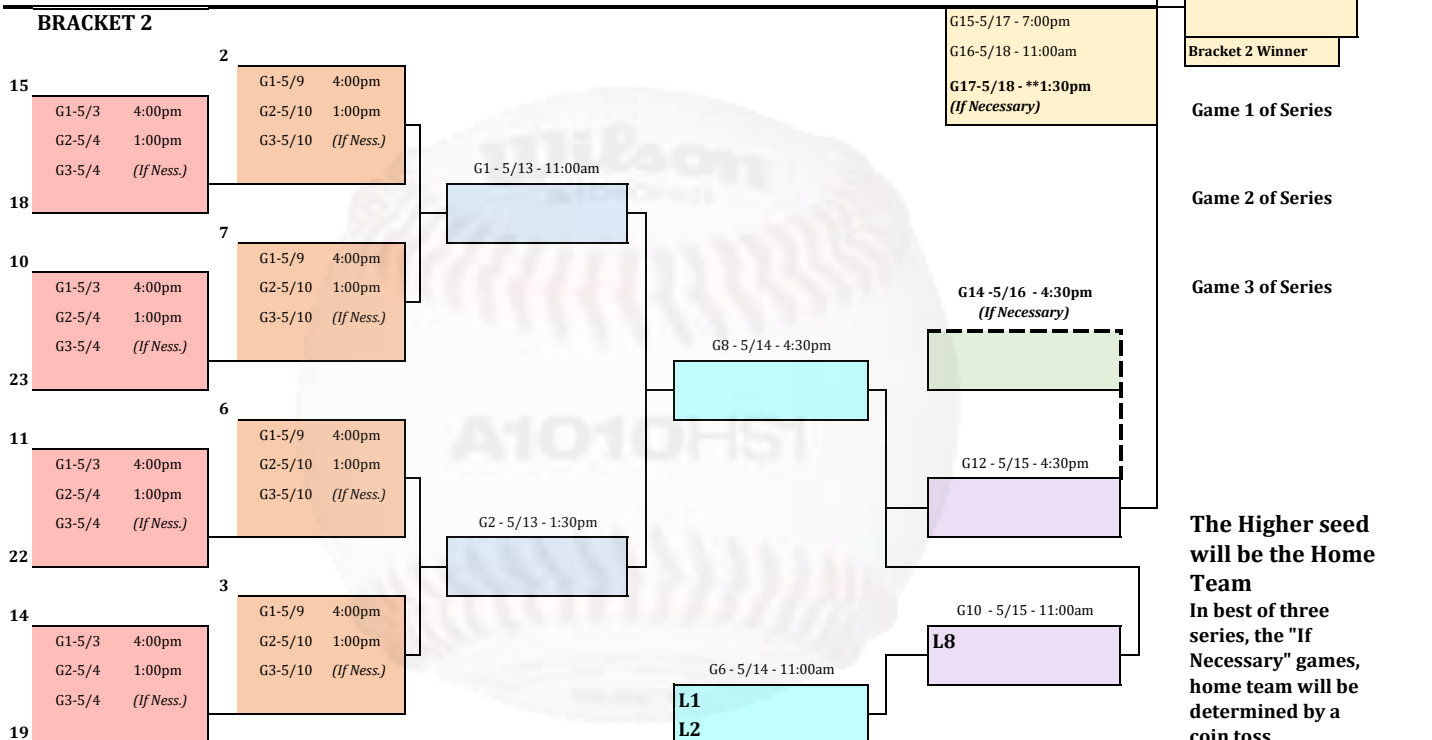 BRACKET 2
15
G1-5/3 4:00pm
G2-5/4 1:00pm
G3-5/4 (If Ness.)
18
10
G1-5/3 4:00pm
G2-5/4 1:00pm
G3-5/4 (If Ness.)
23
11
G1-5/3 4:00pm
G2-5/4 1:00pm
G3-5/4 (If Ness.)
22
14
G1-5/3 4:00pm
G2-5/4 1:00pm
G3-5/4 (If Ness.)
19
2
G1-5/9 4:00pm
G2-5/10 1:00pm
G3-5/10 (If Ness.)
7
G1-5/9 4:00pm
G2-5/10 1:00pm
G3-5/10 (If Ness.)
6
G1-5/9 4:00pm
G2-5/10 1:00pm
G3-5/10 (If Ness.)
3
G1-5/9 4:00pm
G2-5/10 1:00pm
G3-5/10 (If Ness.)
G1 - 5/13 - 11:00am
G2 - 5/13 - 1:30pm
Wilson
A1010HS1
G8 - 5/14 - 4:30pm
G6 - 5/14 - 11:00am
L1
L2
G15-5/17 - 7:00pm
G16-5/18 - 11:00am
G17-5/18 - **1:30pm
(If Necessary)
G14 -5/16 - 4:30pm
(If Necessary)
G12 - 5/15 - 4:30pm
G10 - 5/15 - 11:00am
L8
Bracket 2 Winner
Game 1 of Series
Game 2 of Series
Game 3 of Series
The Higher seed
will be the Home
Team
In best of three
series, the "If
Necessary" games,
home team will be
determined by a
coin toss